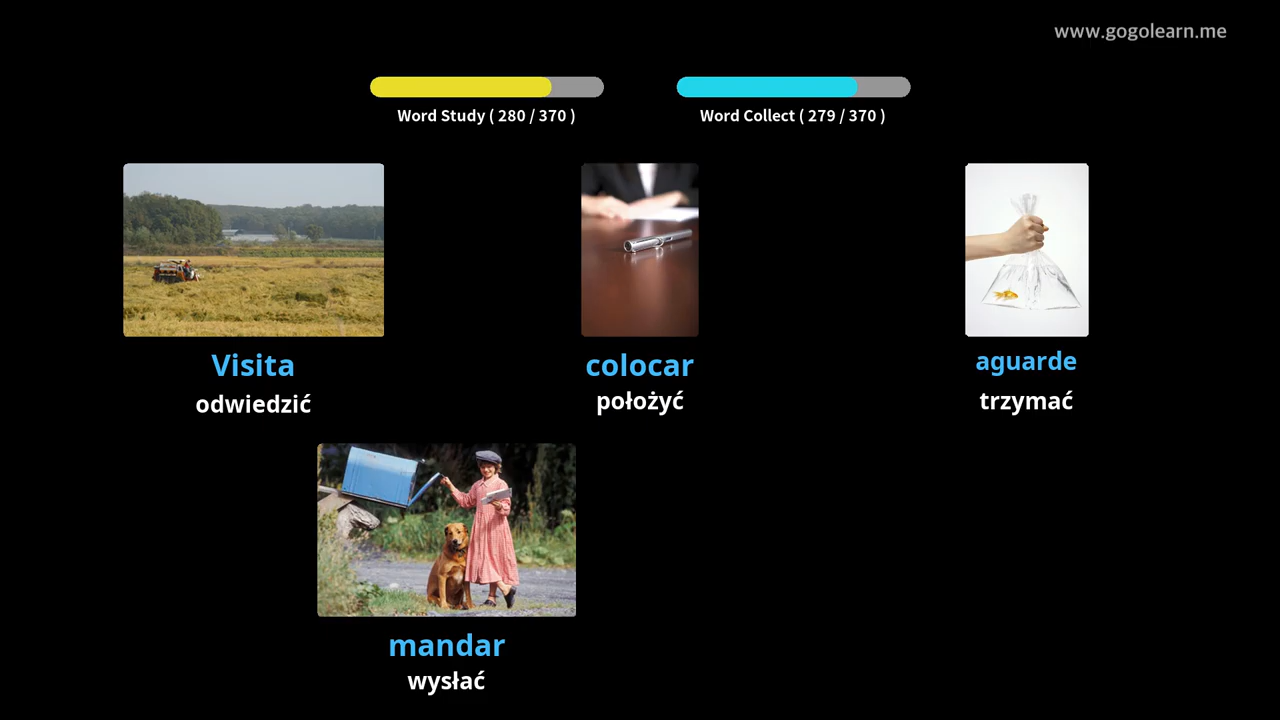 www.gogolearn.me
Word Study ( 280 / 370 )
Word Collect ( 279 / 370 )
Visita
odwiedzić
colocar
położyć
aguarde
trzymać
mandar
wysłać